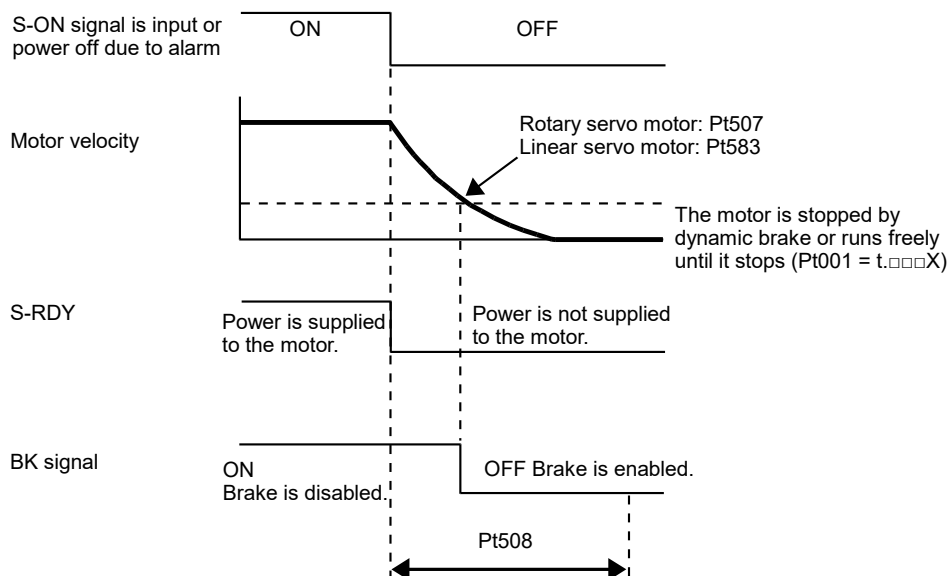 S-ON signal is input or
power off due to alarm
ON
OFF
Motor velocity
Rotary servo motor: Pt507
Linear servo motor: Pt583
The motor is stopped by
dynamic brake or runs freely
until it stops (Pt001 = t.□□□X)
S-RDY
Power is supplied
to the motor.
Power is not supplied
to the motor.
BK signal
ON
Brake is disabled.
OFF Brake is enabled.
Pt508